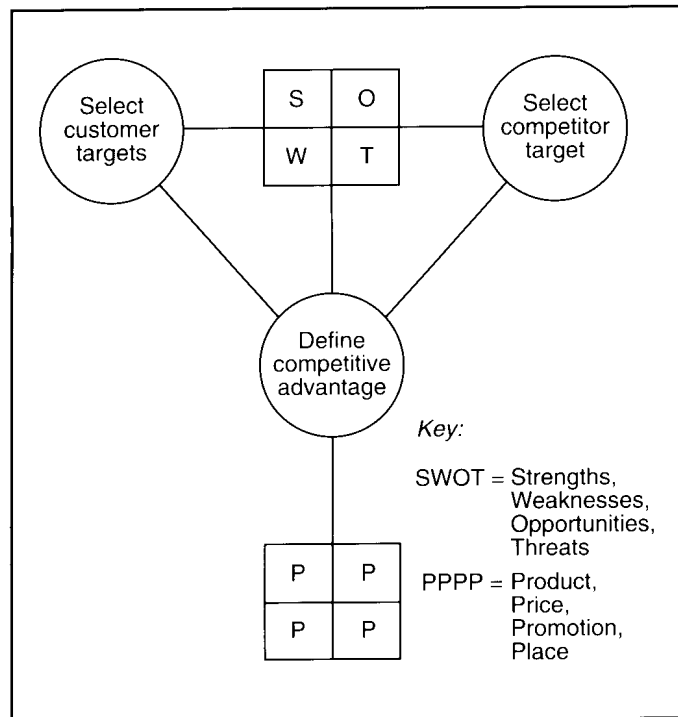 Select
customer
targets
S O
W T
Select
competitor
target
Define
competitive
advantage
Key:
SWOT = Strengths,
Weaknesses,
Opportunities,
Threats
P P
P P
PPPP = Product,
Price,
Promotion,
Place